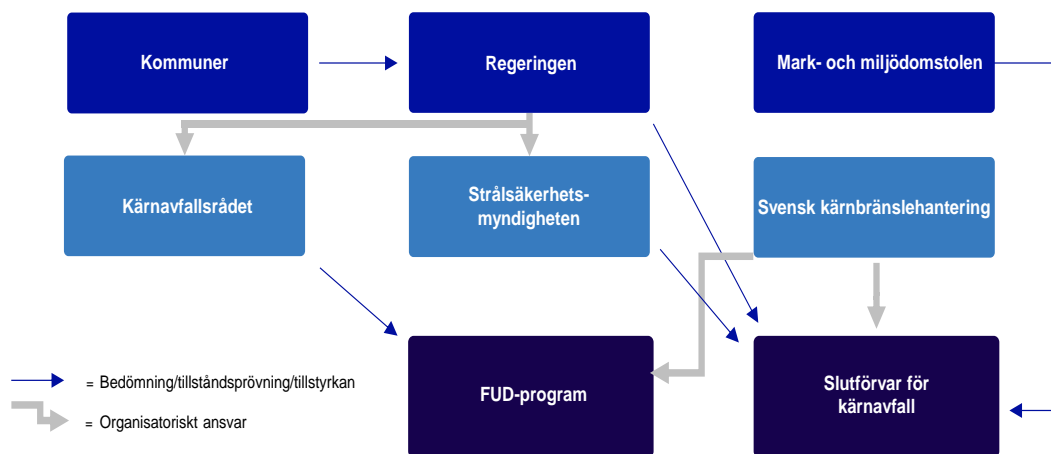 Kommuner
Regeringen
Mark- och miljödomstolen
Kärnavfallsrådet
Strålsäkerhets-
myndigheten
Svensk kärnbränslehantering
FUD-program
Slutförvar för
kärnavfall
= Bedömning/tillståndsprövning/tillstyrkan
= Organisatoriskt ansvar